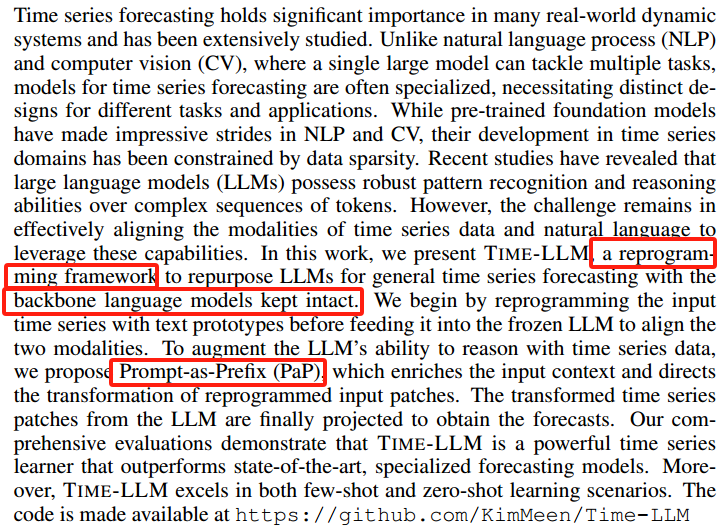 Time series forecasting holds significant importance in many real-world dynamic
systems and has been extensively studied. Unlike natural language process (NLP)
and computer vision (CV), where a single large model can tackle multiple tasks,
models for time series forecasting are often specialized, necessitating distinct de-
signs for different tasks and applications. While pre-trained foundation models
have made impressive strides in NLP and CV, their development in time series
domains has been constrained by data sparsity. Recent studies have revealed that
large language models (LLMs) possess robust pattern recognition and reasoning
abilities over complex sequences of tokens. However, the challenge remains in
effectively aligning the modalities of time series data and natural language to
leverage these capabilities. In this work, we present TIME-LLM, a reprogram-
ming framework to repurpose LLMs for general time series forecasting with the
backbone language models kept intact. We begin by reprogramming the input
time series with text prototypes before feeding it into the frozen LLM to align the
two modalities. To augment the LLM's ability to reason with time series data,
we propose Prompt-as-Prefix (PaP), which enriches the input context and directs
the transformation of reprogrammed input patches. The transformed time series
patches from the LLM are finally projected to obtain the forecasts. Our com-
prehensive evaluations demonstrate that TIME-LLM is a powerful time series
learner that outperforms state-of-the-art, specialized forecasting models. More-
over, TIME-LLM excels in both few-shot and zero-shot learning scenarios. The
code is made available at https://github.com/KimMeen/Time-LLM